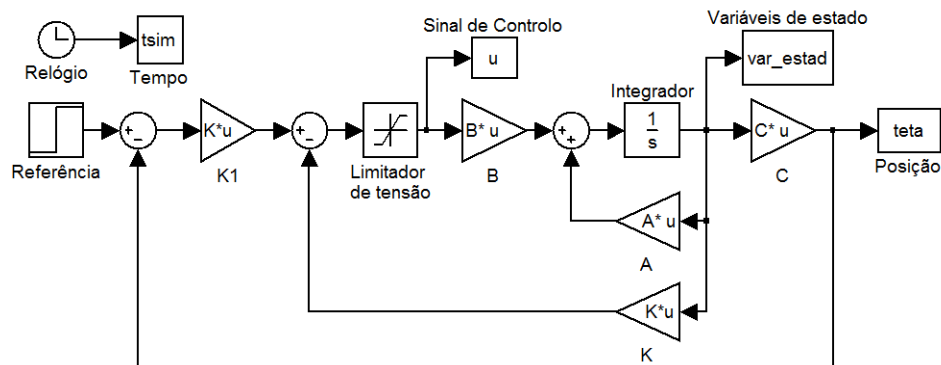 Sinal de Controlo
Variáveis de estado
tsim
u
var_estad
Relógio
Tempo
Integrador
+
−
K*u
+
−
B* u
+
+
1
s
C* u
teta
Referência
K1
Limitador
de tensão
B
C
Posição
A* u
A
K*u
K